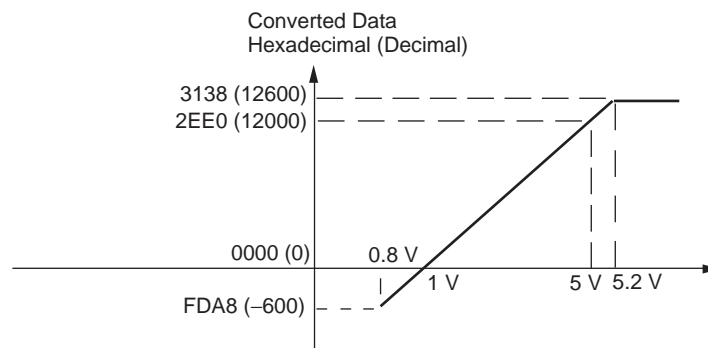 Converted Data
Hexadecimal (Decimal)
3138 (12600)
2EE0 (12000)
0000 (0)
0.8 V
1 V
5 V
5.2 V
FDA8 (–600)